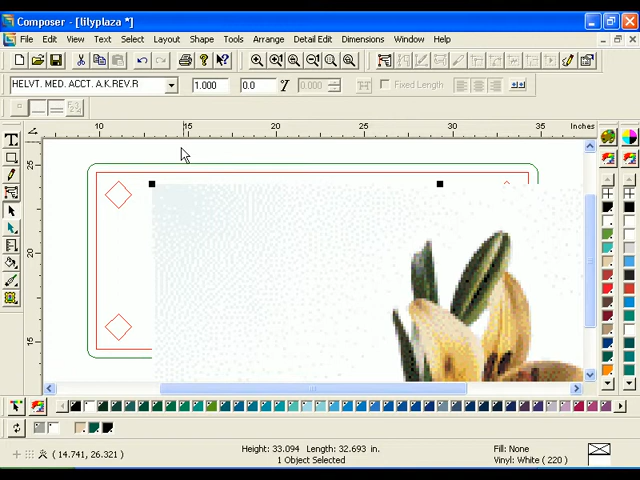 Composer - [lilyplaza *]
File Edit View Text Select Layout Shape Tools Arrange Detail Edit Dimensions Window Help
HELVT. MED. ACCT. A.K.REV.R 1.000 0.0 0.000 Fixed Length
10 15 20 25 30 35 Inches
25
20
15
( 14.741, 26.321 ) Height: 33.094 Length: 32.693 in. Fill: None
1 Object Selected Vinyl: White ( 220 )